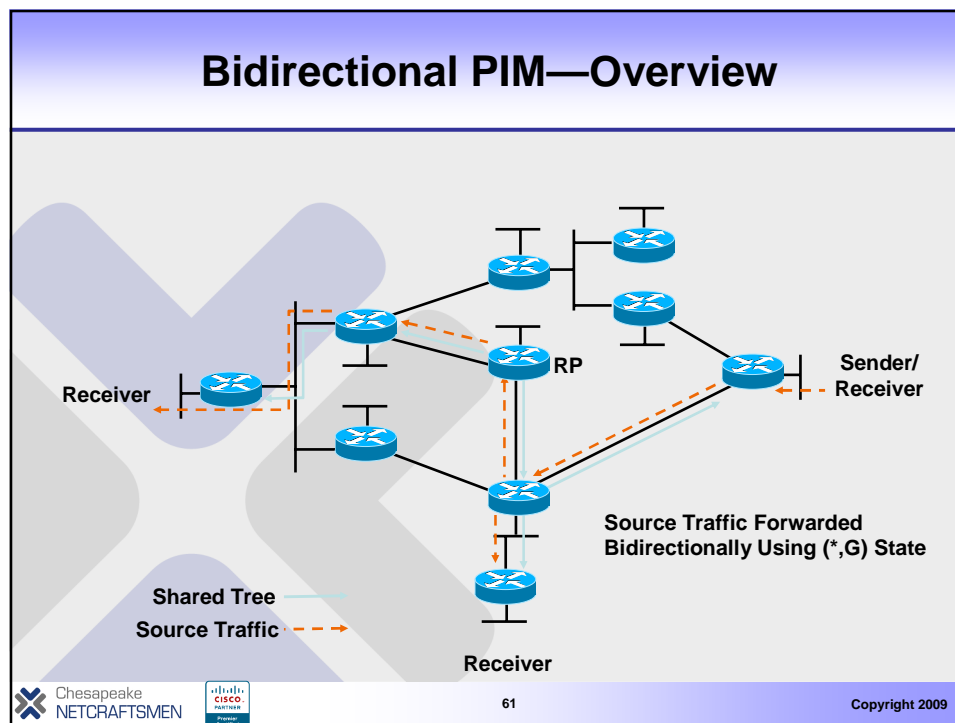 Bidirectional PIM—Overview
RP
Sender/
Receiver
Receiver
Source Traffic Forwarded
Bidirectionally Using (*,G) State
Shared Tree
Source Traffic
Receiver
Chesapeake
NETCRAFTSMEN
CISCO
PARTNER
Premier
61
Copyright 2009